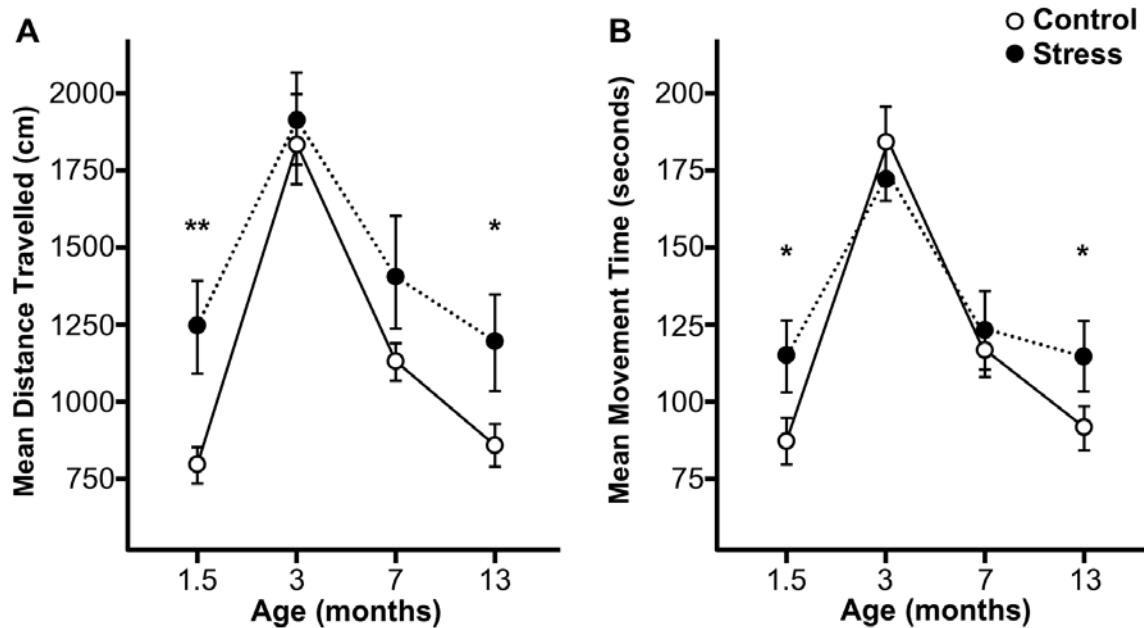 A
Mean Distance Travelled (cm)
2000
1750
1500
1250
1000
750
**
*
1.5 3 7 13
Age (months)
B
Control
Stress
Mean Movement Time (seconds)
200
175
150
125
100
75
*
*
1.5 3 7 13
Age (months)